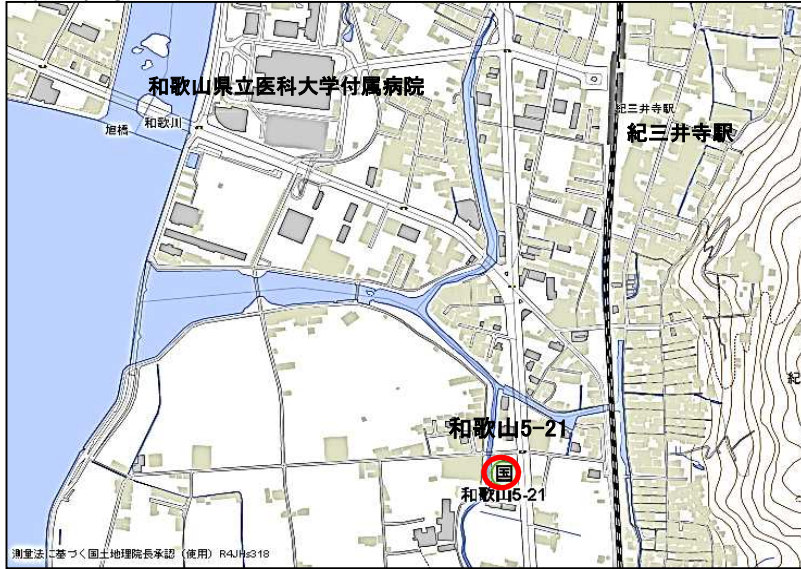 和歌山県立医科大学付属病院
紀三井寺駅
紀三井寺駅
旭橋
和歌川
紀
和歌山5-21
国
和歌山5-21
測量法に基づく国土地理院長承認（使用）R4JHs318